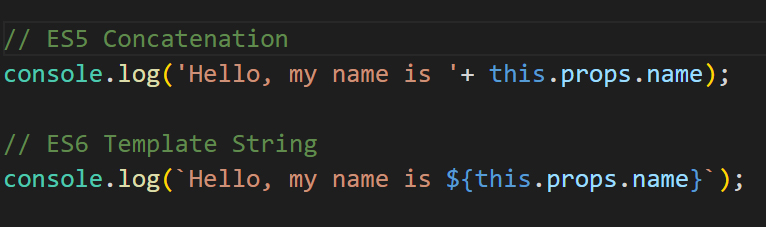 // ES5 Concatenation
console.log('Hello, my name is '+ this.props.name);
// ES6 Template String
console.log(`Hello, my name is ${this.props.name}`);